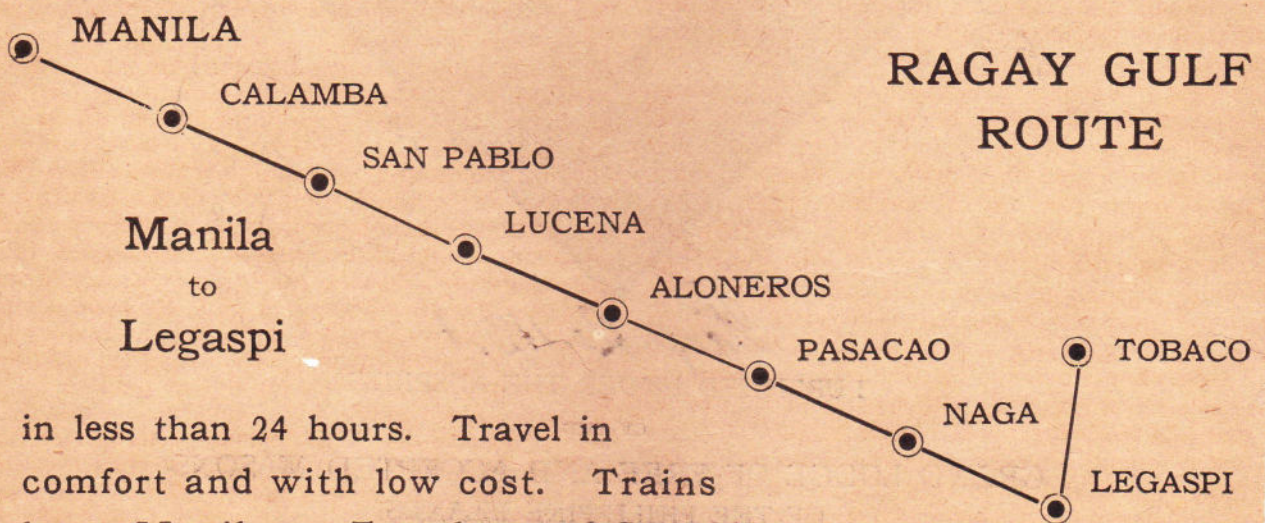 MANILA
CALAMBA
RAGAY GULF
ROUTE
SAN PABLO
LUCENA
Manila
to
Legaspi
ALONEROS
PASACAO
TOBACO
NAGA
LEGASPI
in less than 24 hours. Travel in
comfort and with low cost. Trains